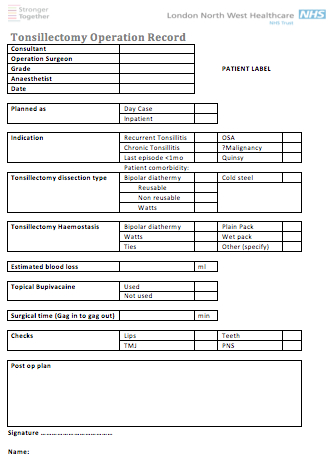 Stronger
Together
London North West Healthcare NHS
NHS Trust
Tonsillectomy Operation Record
Consultant
Operation Surgeon
Grade PATIENT LABEL
Anaesthetist
Date
Planned as Day Case
Inpatient
Indication Recurrent Tonsillitis OSA
Chronic Tonsillitis ?Malignancy
Last episode <1mo Quinsy
Patient comorbidity:
Tonsillectomy dissection type Bipolar diathermy Cold steel
Reusable
Non reusable
Watts
Tonsillectomy Haemostasis Bipolar diathermy Plain Pack
Watts Wet pack
Ties Other (specify)
Estimated blood loss ml
Topical Bupivacaine Used
Not used
Surgical time (Gag in to gag out) min
Checks Lips Teeth
TMJ PNS
Post op plan
Signature ......................................
Name: